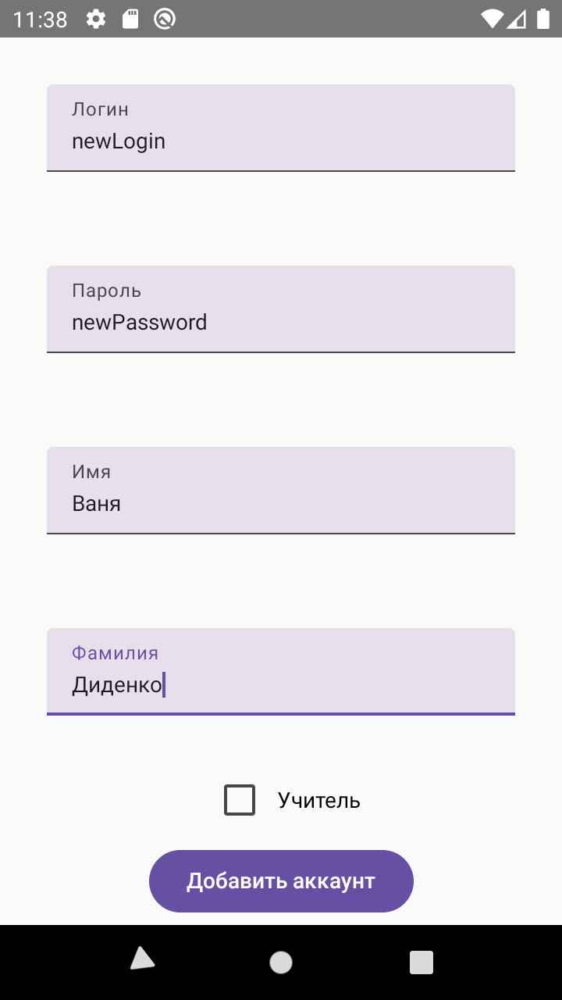 11:38
Логин
newLogin
Пароль
newPassword
Имя
Ваня
Фамилия
Диденко
Учитель
Добавить аккаунт